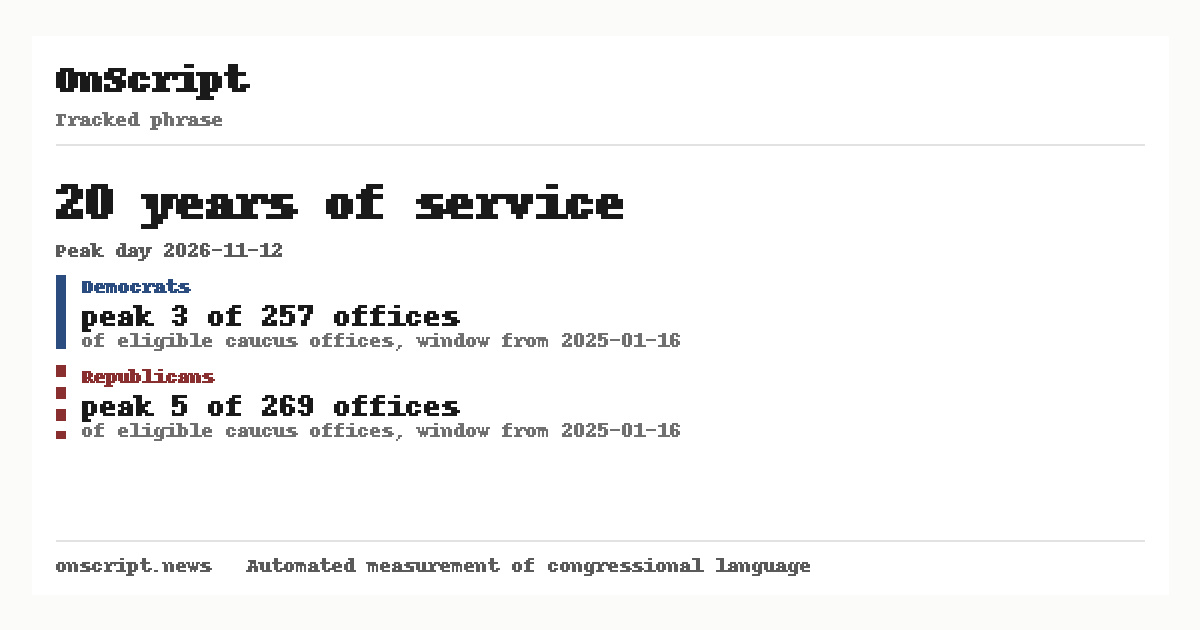 OnScript
Tracked phrase
20 years of service
Peak day 2026-11-12
Democrats
peak 3 of 257 offices
of eligible caucus offices, window from 2025-01-16
Republicans
peak 5 of 269 offices
of eligible caucus offices, window from 2025-01-16
onscript.news Automated measurement of congressional language